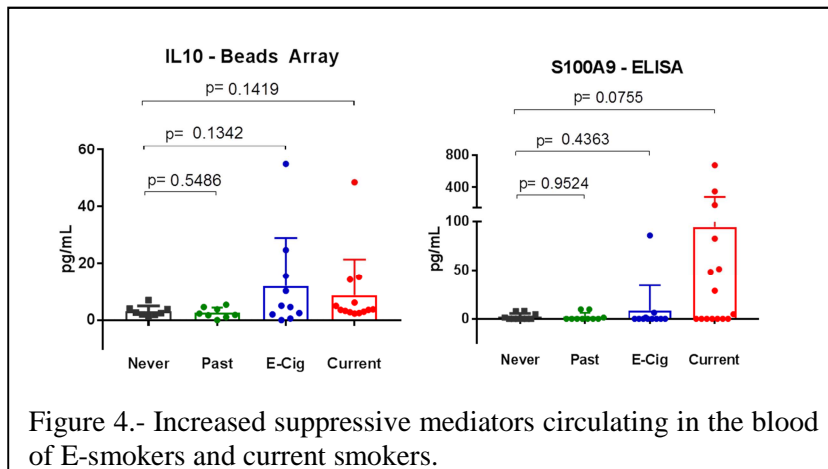 IL10 - Beads Array
p= 0.1419
p= 0.1342
p= 0.5486
60
40
20
0
pg/mL
Never Past E-Cig Current
S100A9 - ELISA
p= 0.0755
p= 0.4363
p= 0.9524
800
400
100
50
0
pg/mL
Never Past E-Cig Current
Figure 4.- Increased suppressive mediators circulating in the blood
of E-smokers and current smokers.